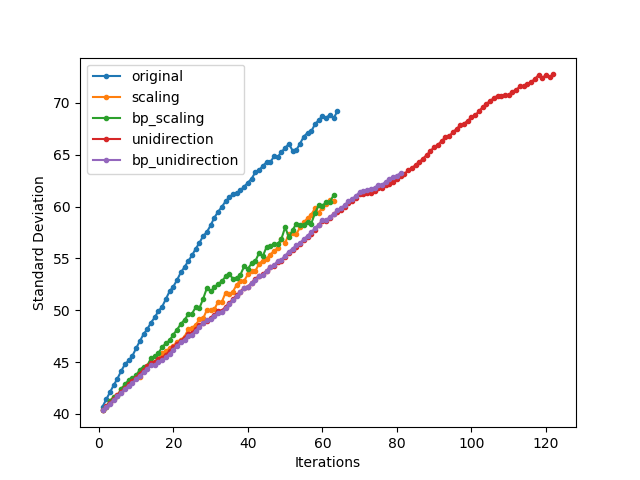 original
scaling
bp_scaling
unidirection
bp_unidirection
70
65
60
55
50
45
40
Standard Deviation
0 20 40 60 80 100 120
Iterations